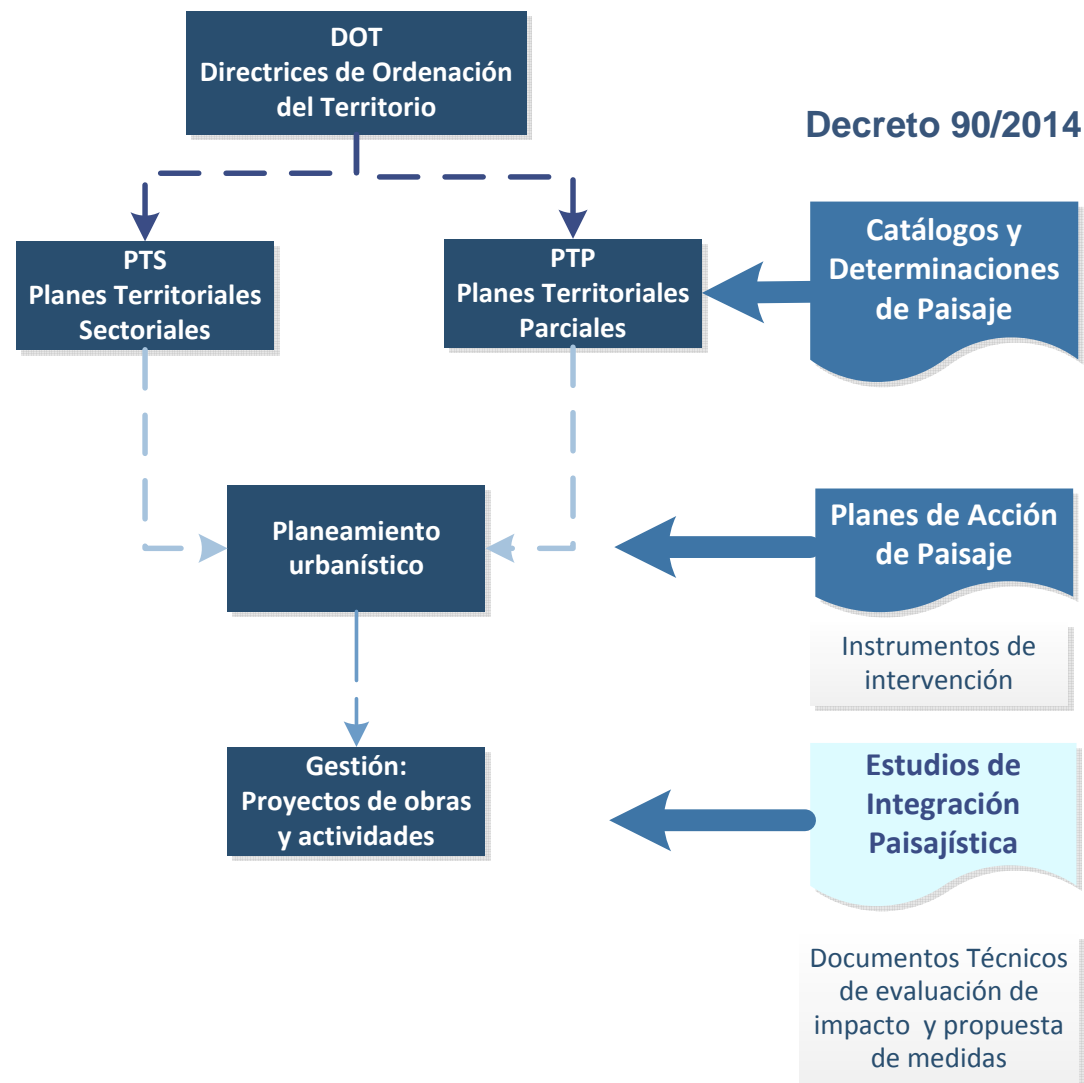 DOT
Directrices de Ordenación
del Territorio
Decreto 90/2014
PTS
Planes Territoriales
Sectoriales
PTP
Planes Territoriales
Parciales
Catálogos y
Determinaciones
de Paisaje
Planeamiento
urbanístico
Planes de Acción
de Paisaje
Instrumentos de
intervención
Gestión:
Proyectos de obras
y actividades
Estudios de
Integración
Paisajística
Documentos Técnicos
de evaluación de
impacto y propuesta
de medidas